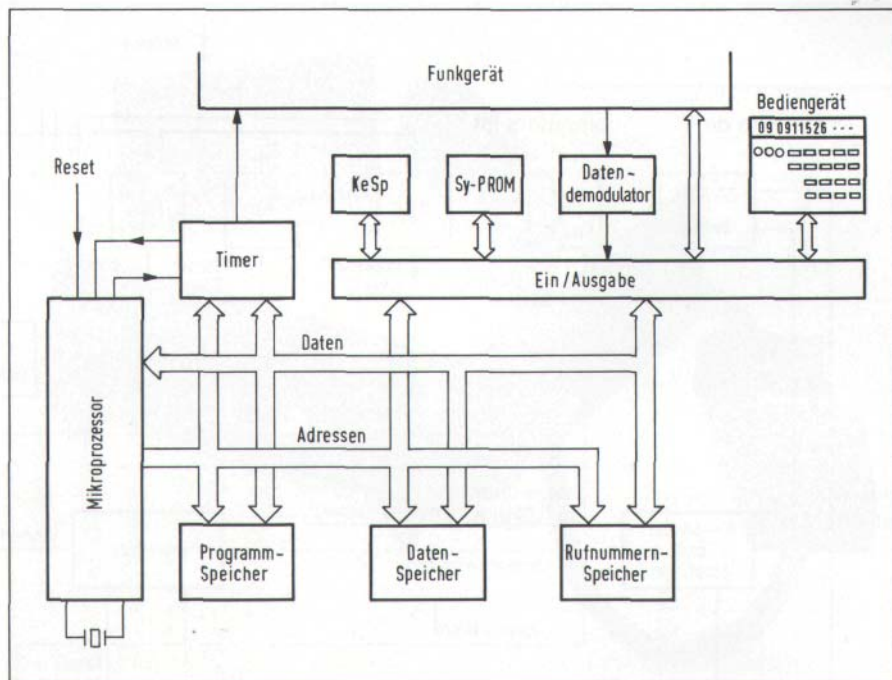 Funkgerät
Bediengerät
09 0911526 ---
Reset
KeSp
Sy-PROM
Daten-
demodulator
Timer
Ein/Ausgabe
Daten
Mikroprozessor
Adressen
Programm-
Speicher
Daten-
Speicher
Rufnummern-
Speicher